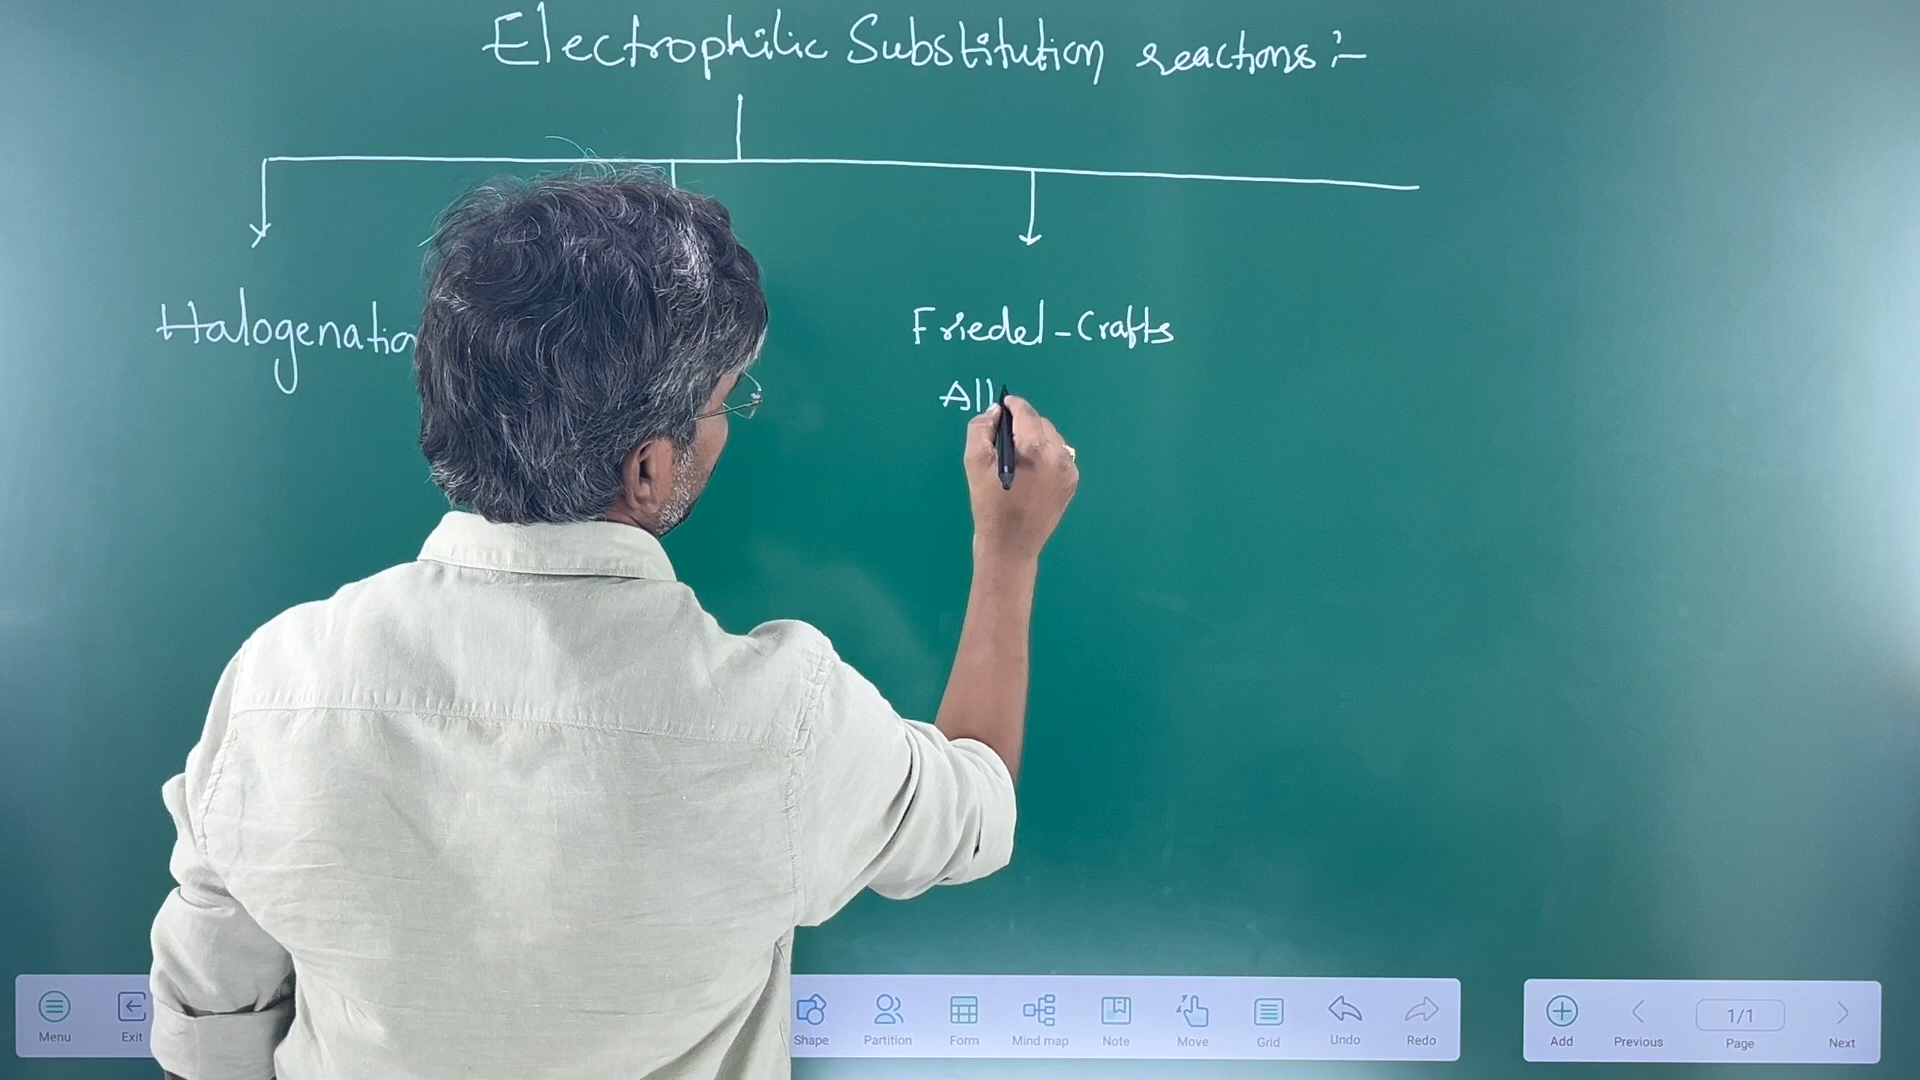 Electrophilic Substitution reactions :-
Halogenatio
Friedel-Crafts
Menu
Exit
Shape
Partition
Form
Mind map
Note
Move
Grid
Undo
Redo
Add
Previous
1/1
Page
Next